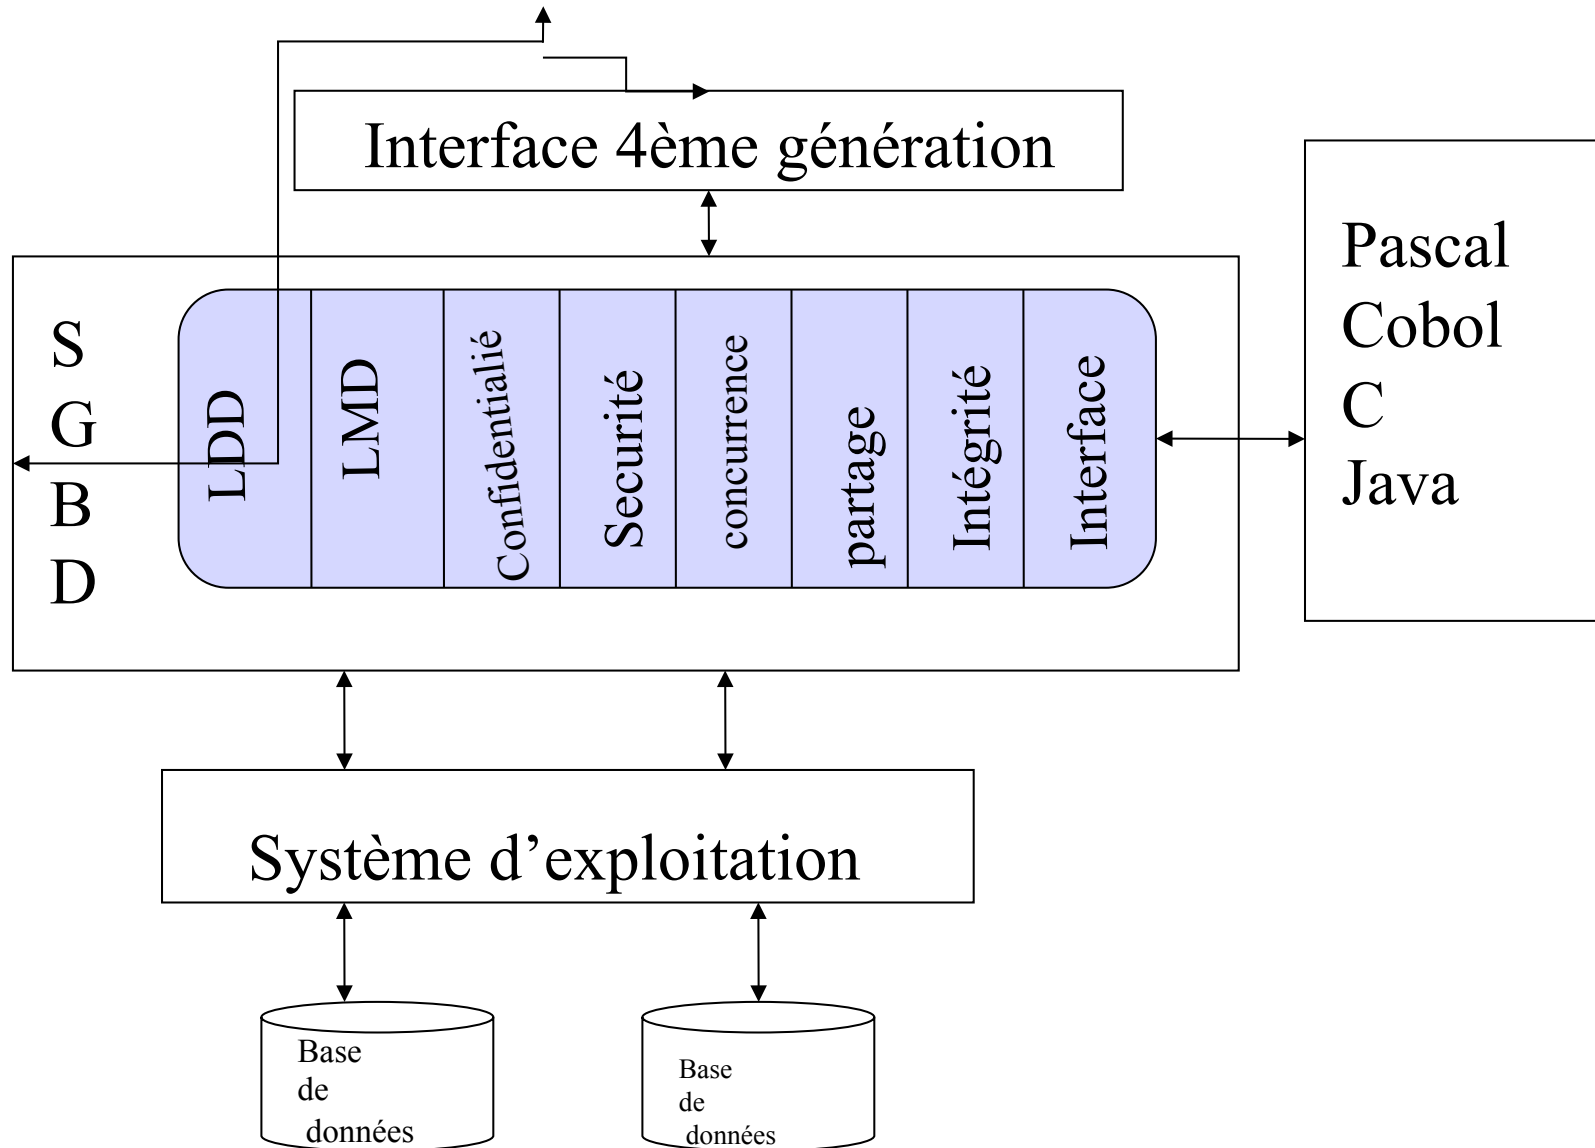 Interface 4ème génération
Pascal
Cobol
C
Java
S
G
B
D
LDD
LMD
Confidentialié
Securité
concurrence
partage
Intégrité
Interface
Système d’exploitation
Base
de
données
Base
de
données